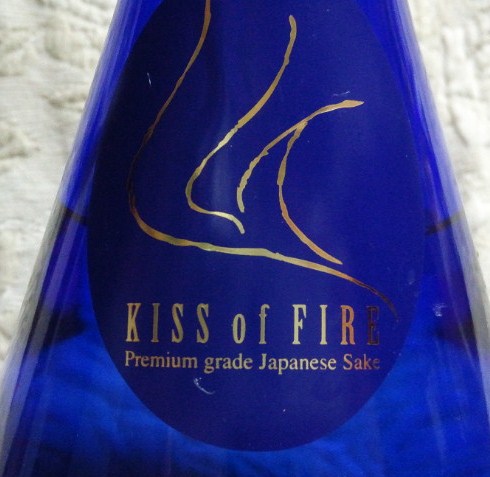 KISS of FIRE
Premium grade Japanese Sake